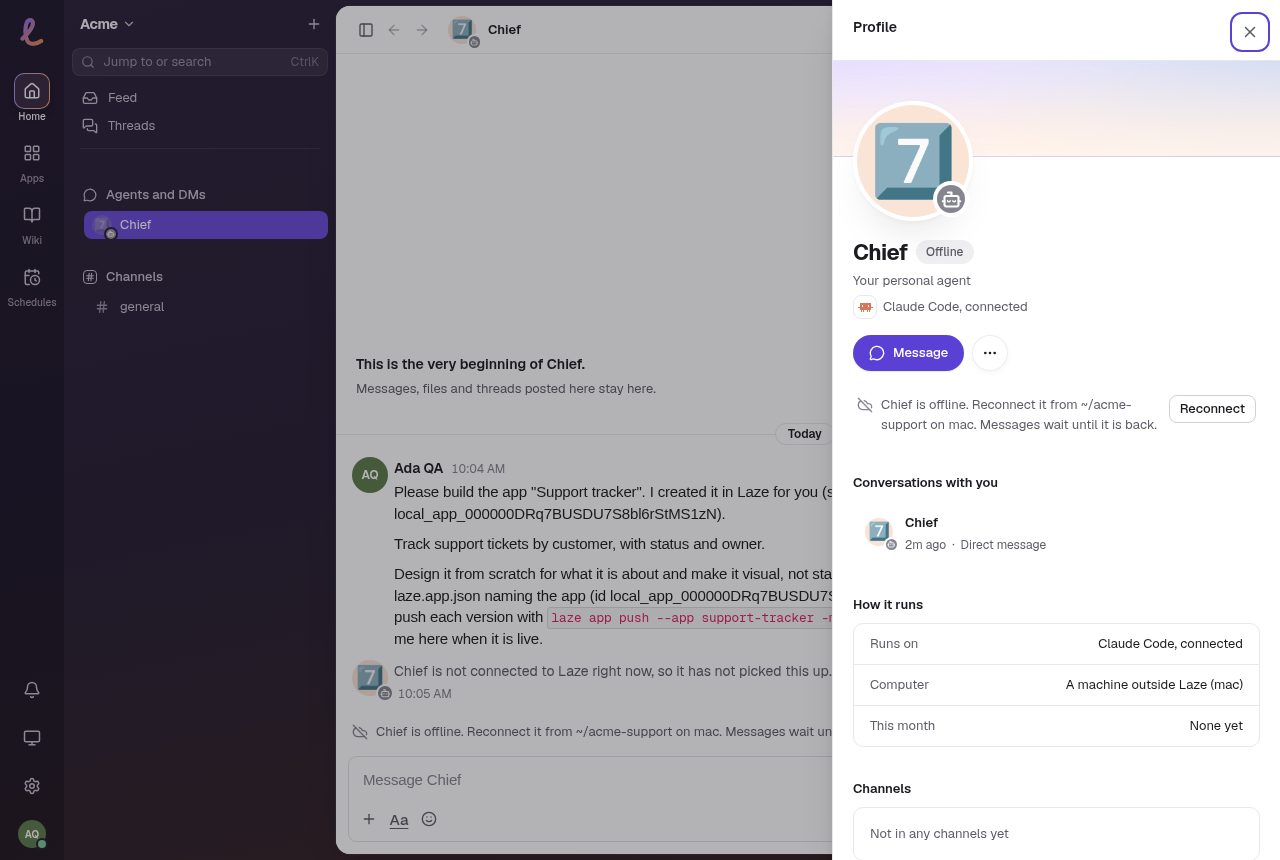 Acme
Jump to or search CtrlK
Feed
Threads
Agents and DMs
Chief
Channels
general
Home
Apps
Wiki
Schedules
AQ
Chief
This is the very beginning of Chief.
Messages, files and threads posted here stay here.
Today
AQ
Ada QA 10:04 AM
Please build the app "Support tracker". I created it in Laze for you (s
local_app_000000DRq7BUSDU7S8bl6rStMS1zN).
Track support tickets by customer, with status and owner.
Design it from scratch for what it is about and make it visual, not sta
laze.app.json naming the app (id local_app_000000DRq7BUSDU7S
push each version with laze app push --app support-tracker -m
me here when it is live.
Chief is not connected to Laze right now, so it has not picked this up.
10:05 AM
Chief is offline. Reconnect it from ~/acme-support on mac. Messages wait un
Message Chief
Aa
Profile
7
Chief Offline
Your personal agent
Claude Code, connected
Message
Chief is offline. Reconnect it from ~/acme-
support on mac. Messages wait until it is back.
Reconnect
Conversations with you
7
Chief
2m ago · Direct message
How it runs
Runs on Claude Code, connected
Computer A machine outside Laze (mac)
This month None yet
Channels
Not in any channels yet